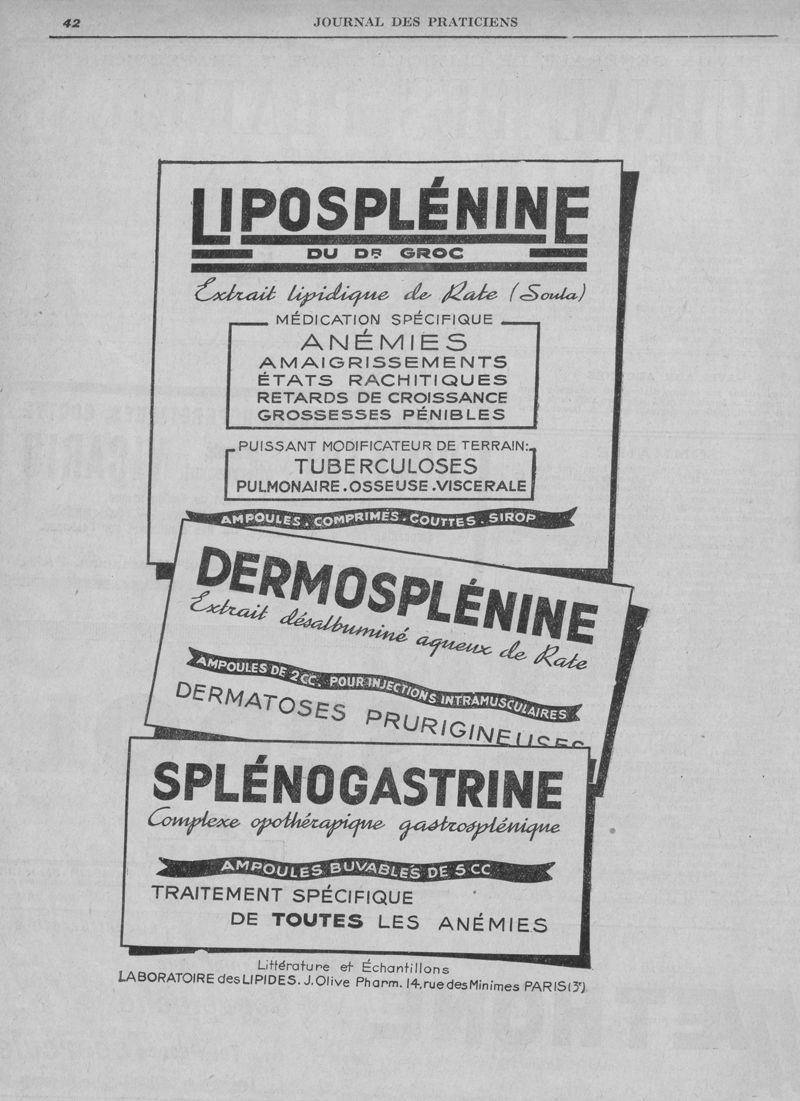 42
JOURNAL DES PRATICIENS
LIPOSPLÉNINE
DU DR GROC
Extrait lipidique de Rate (Soula)
MÉDICATION SPÉCIFIQUE
ANÉMIES
AMAIGRISSEMENTS
ÉTATS RACHITIQUES
RETARDS DE CROISSANCE
GROSSESSES PÉNIBLES
PUISSANT MODIFICATEUR DE TERRAIN:
TUBERCULOSES
PULMONAIRE.OSSEUSE.VISCERALE
AMPOULES. COMPRIMÉS. GOUTTES. SIROP
DERMOSPLÉNINE
Extrait désalbuminé aqueux de Rate
AMPOULES DE 2CC. POUR INJECTIONS INTRAMUSCULAIRES
DERMATOSES PRURIGINEUSES
SPLÉNOGASTRINE
Complexe opothérapique gastrosplénique
AMPOULES BUVABLES DE 5CC
TRAITEMENT SPÉCIFIQUE
DE TOUTES LES ANÉMIES
Littérature et Échantillons
LABORATOIRE des LIPIDES. J. Olive Pharm. 14, rue des Minimes PARIS (3e)